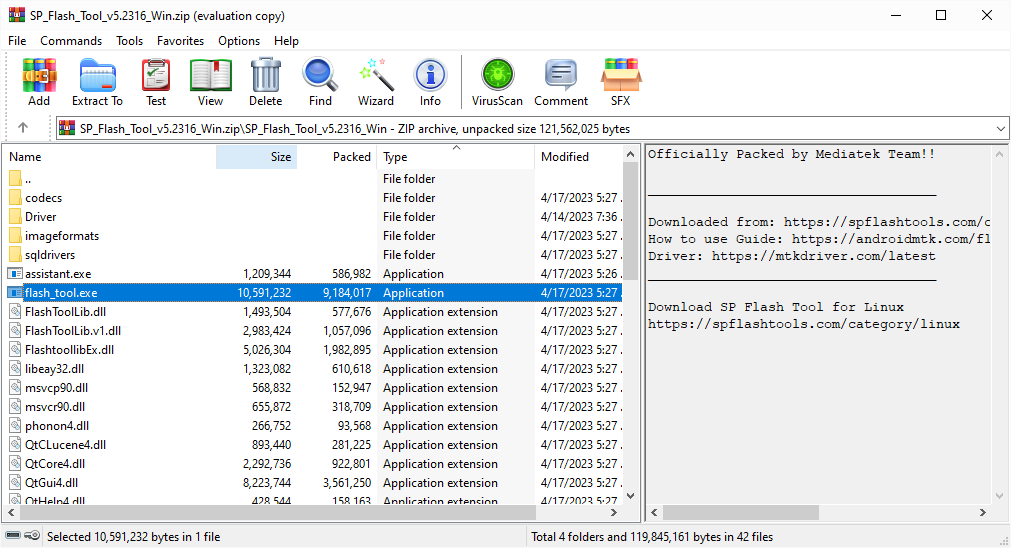 SP_Flash_Tool_v5.2316_Win.zip (evaluation copy)
File Commands Tools Favorites Options Help
Add Extract To Test View Delete Find Wizard Info VirusScan Comment SFX
SP_Flash_Tool_v5.2316_Win.zip\SP_Flash_Tool_v5.2316_Win - ZIP archive, unpacked size 121,562,025 bytes
Name Size Packed Type Modified
.. File folder
codecs File folder 4/17/2023 5:27 .
Driver File folder 4/14/2023 7:36 .
imageformats File folder 4/17/2023 5:27 .
sqldrivers File folder 4/17/2023 5:27 .
assistant.exe 1,209,344 586,982 Application 4/17/2023 5:26 .
flash_tool.exe 10,591,232 9,184,017 Application 4/17/2023 5:27 .
FlashToolLib.dll 1,493,504 577,676 Application extension 4/17/2023 5:27 .
FlashToolLib.v1.dll 2,983,424 1,057,096 Application extension 4/17/2023 5:27 .
FlashtoollibEx.dll 5,026,304 1,982,895 Application extension 4/17/2023 5:27 .
libeay32.dll 1,323,082 610,618 Application extension 4/17/2023 5:27 .
msvcp90.dll 568,832 152,947 Application extension 4/17/2023 5:27 .
msvcr90.dll 655,872 318,709 Application extension 4/17/2023 5:27 .
phonon4.dll 266,752 93,568 Application extension 4/17/2023 5:27 .
QtCLucene4.dll 893,440 281,225 Application extension 4/17/2023 5:27 .
QtCore4.dll 2,292,736 922,801 Application extension 4/17/2023 5:27 .
QtGui4.dll 8,223,744 3,561,250 Application extension 4/17/2023 5:27 .
QtHelp4.dll 428,544 158,163 Application extension 4/17/2023 5:27 .
Officially Packed by Mediatek Team!!
Downloaded from: https://spflashtools.com/c
How to use Guide: https://androidmtk.com/fl
Driver: https://mtkdriver.com/latest
Download SP Flash Tool for Linux
https://spflashtools.com/category/linux
Selected 10,591,232 bytes in 1 file
Total 4 folders and 119,845,161 bytes in 42 files